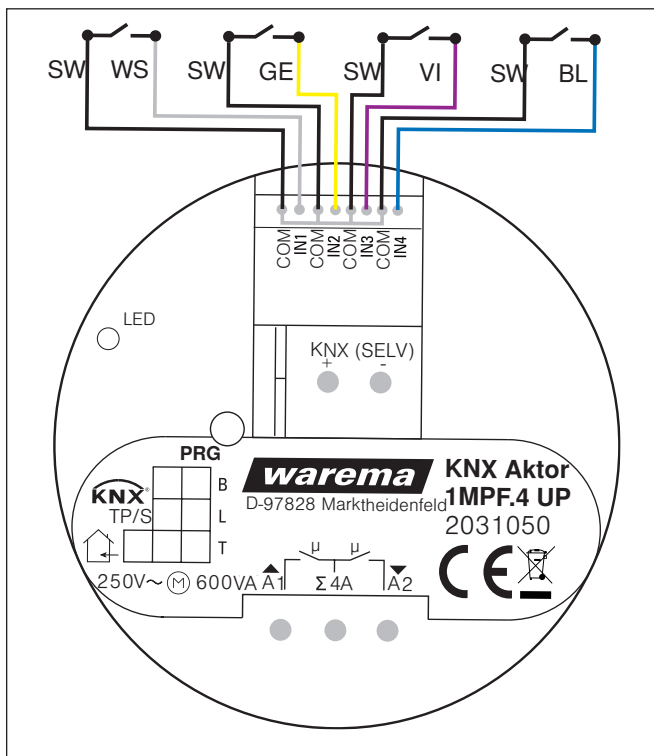 SW WS SW GE SW VI SW BL
COM IN1 COM IN2 COM IN3 COM IN4
LED
KNX (SELV)
+ -
PRG
B
L
T
KNX®
TP/S
warema
D-97828 Marktheidenfeld
KNX Aktor
1MPF.4 UP
2031050
CE
µ µ
250V~ M 600VA A1 Σ 4A A2